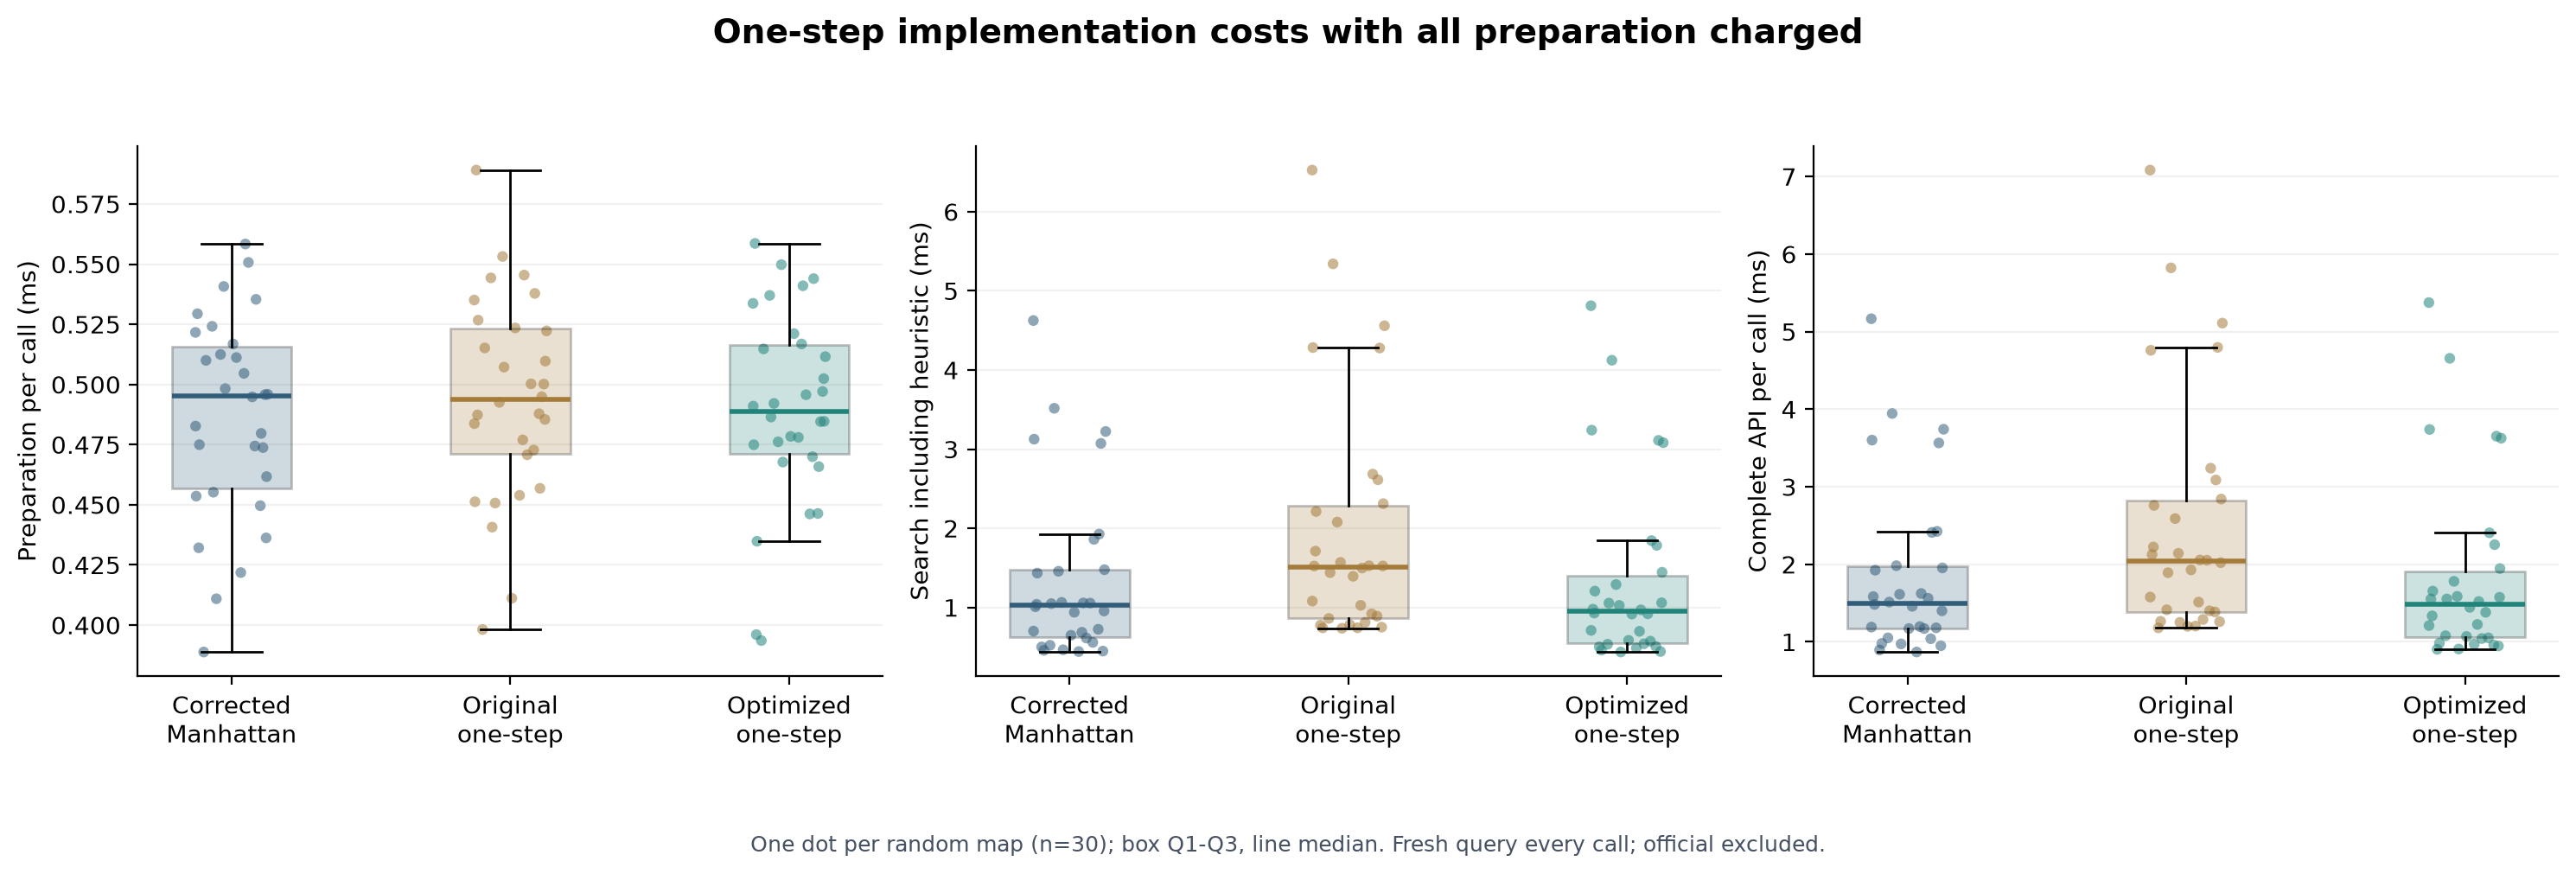 One-step implementation costs with all preparation charged
Preparation per call (ms)
0.575
0.550
0.525
0.500
0.475
0.450
0.425
0.400
Corrected
Manhattan
Original
one-step
Optimized
one-step
Search including heuristic (ms)
6
5
4
3
2
1
Corrected
Manhattan
Original
one-step
Optimized
one-step
Complete API per call (ms)
7
6
5
4
3
2
1
Corrected
Manhattan
Original
one-step
Optimized
one-step
One dot per random map (n=30); box Q1-Q3, line median. Fresh query every call; official excluded.